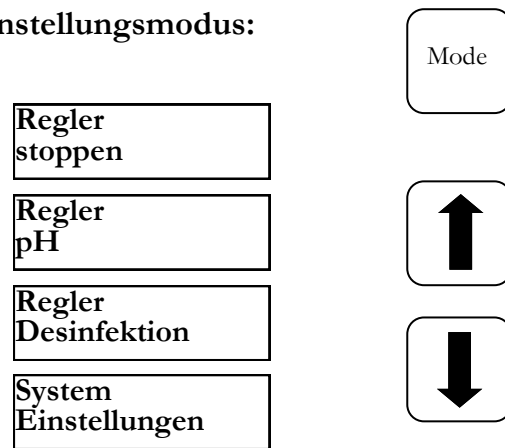 nstellungsmodus:
Mode
Regler
stoppen
Regler
pH
Regler
Desinfektion
System
Einstellungen